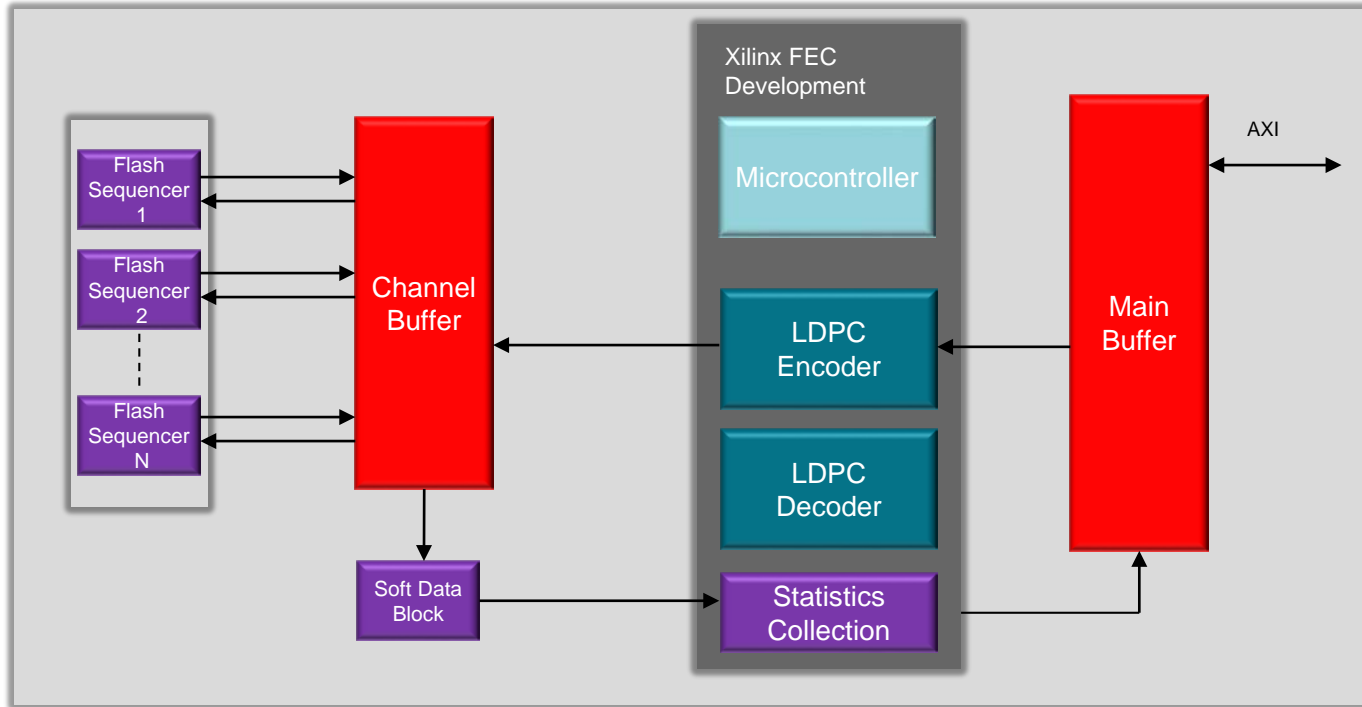 Xilinx FEC
Development
Flash
Sequencer
1
Flash
Sequencer
2
Flash
Sequencer
N
Channel
Buffer
Soft Data
Block
Microcontroller
LDPC
Encoder
LDPC
Decoder
Statistics
Collection
Main
Buffer
AXI